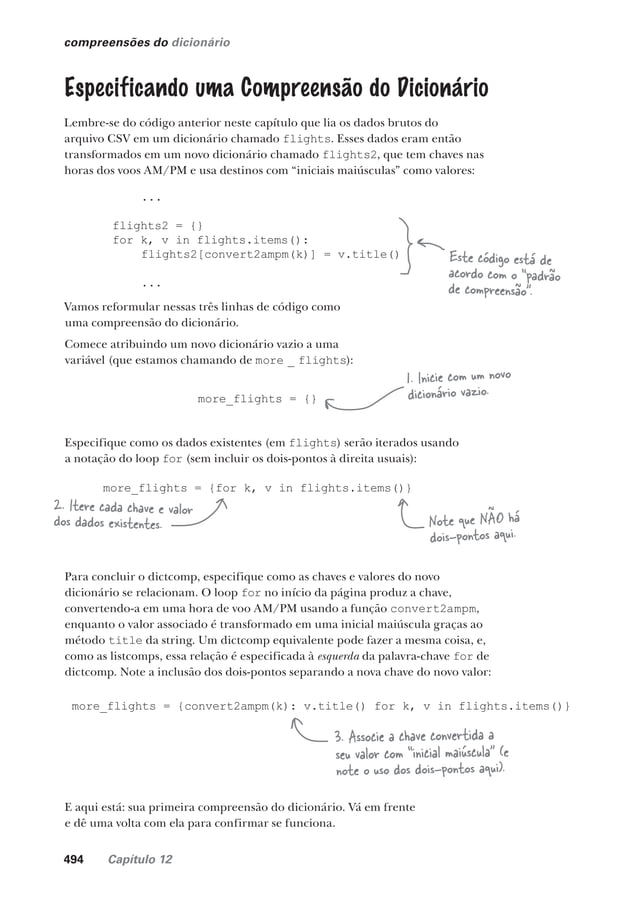 compreensões do dicionário
Especificando uma Compreensão do Dicionário
Lembre-se do código anterior neste capítulo que lia os dados brutos do
arquivo CSV em um dicionário chamado flights. Esses dados eram então
transformados em um novo dicionário chamado flights2, que tem chaves nas
horas dos voos AM/PM e usa destinos com “iniciais maiúsculas” como valores:
...
flights2 = {}
for k, v in flights.items():
    flights2[convert2ampm(k)] = v.title()
...
Este código está de
acordo com o “padrão
de compreensão”.
Vamos reformular nessas três linhas de código como
uma compreensão do dicionário.
Comece atribuindo um novo dicionário vazio a uma
variável (que estamos chamando de more _ flights):
1. Inicie com um novo
dicionário vazio.
more_flights = {}
Especifique como os dados existentes (em flights) serão iterados usando
a notação do loop for (sem incluir os dois-pontos à direita usuais):
more_flights = {for k, v in flights.items()}
2. Itere cada chave e valor
dos dados existentes.
Note que NÃO há
dois-pontos aqui.
Para concluir o dictcomp, especifique como as chaves e valores do novo
dicionário se relacionam. O loop for no início da página produz a chave,
convertendo-a em uma hora de voo AM/PM usando a função convert2ampm,
enquanto o valor associado é transformado em uma inicial maiúscula graças ao
método title da string. Um dictcomp equivalente pode fazer a mesma coisa, e,
como as listcomps, essa relação é especificada à esquerda da palavra-chave for de
dictcomp. Note a inclusão dos dois-pontos separando a nova chave do novo valor:
more_flights = {convert2ampm(k): v.title() for k, v in flights.items()}
3. Associe a chave convertida a
seu valor com “inicial maiúscula” (e
note o uso dos dois-pontos aqui).
E aqui está: sua primeira compreensão do dicionário. Vá em frente
e dê uma volta com ela para confirmar se funciona.
494 Capítulo 12